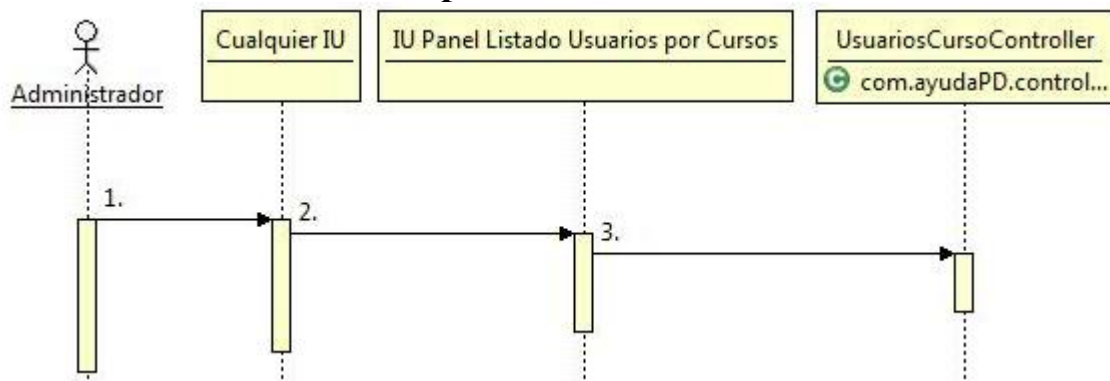 Cualquier IU
IU Panel Listado Usuarios por Cursos
UsuariosCursoController
com.ayudaPD.control...
Administrador
1.
2.
3.